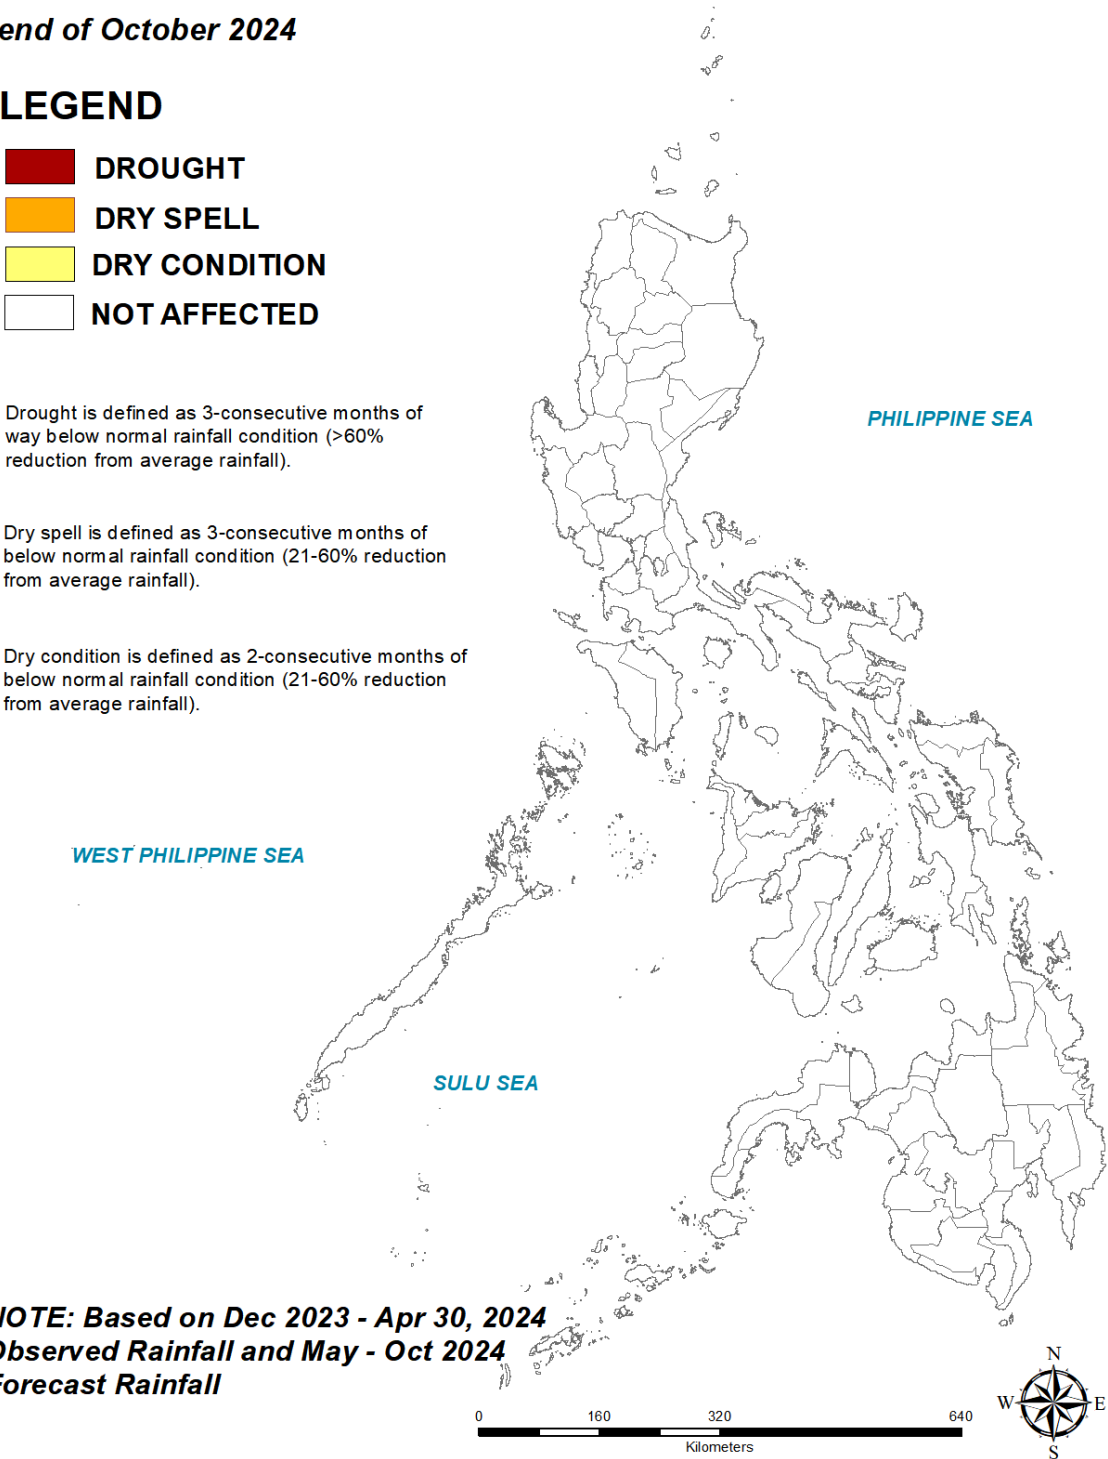 end of October 2024
LEGEND
DROUGHT
DRY SPELL
DRY CONDITION
NOT AFFECTED
Drought is defined as 3-consecutive months of
way below normal rainfall condition (>60%
reduction from average rainfall).
Dry spell is defined as 3-consecutive months of
below normal rainfall condition (21-60% reduction
from average rainfall).
Dry condition is defined as 2-consecutive months of
below normal rainfall condition (21-60% reduction
from average rainfall).
PHILIPPINE SEA
WEST PHILIPPINE SEA
SULU SEA
NOTE: Based on Dec 2023 - Apr 30, 2024
Observed Rainfall and May - Oct 2024
Forecast Rainfall
0 160 320 640
Kilometers
N
W E
S